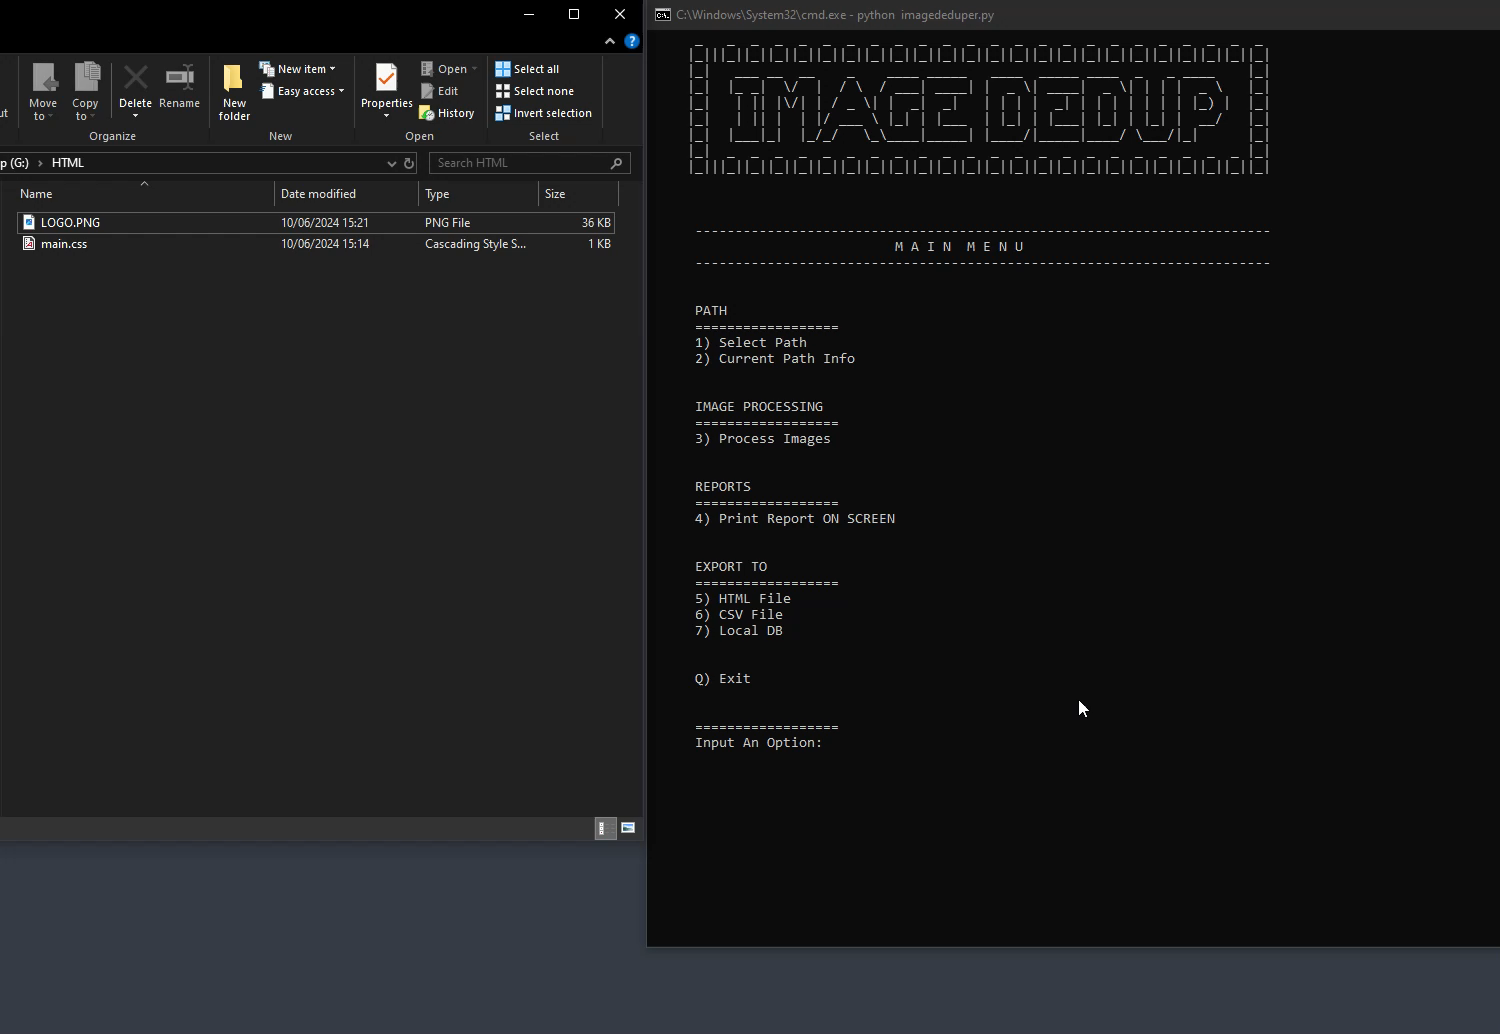 C:\Windows\System32\cmd.exe - python imagededuper.py
New item
Open
Select all
Easy access
Edit
Select none
Move to
Copy to
Delete
Rename
New folder
Properties
History
Invert selection
Organize
New
Open
Select
p (G:) > HTML
Search HTML
Name
Date modified
Type
Size
LOGO.PNG
10/06/2024 15:21
PNG File
36 KB
main.css
10/06/2024 15:14
Cascading Style S...
1 KB
IMAGE DEDUP
M A I N M E N U
PATH
==================
1) Select Path
2) Current Path Info
IMAGE PROCESSING
==================
3) Process Images
REPORTS
==================
4) Print Report ON SCREEN
EXPORT TO
==================
5) HTML File
6) CSV File
7) Local DB
Q) Exit
==================
Input An Option: